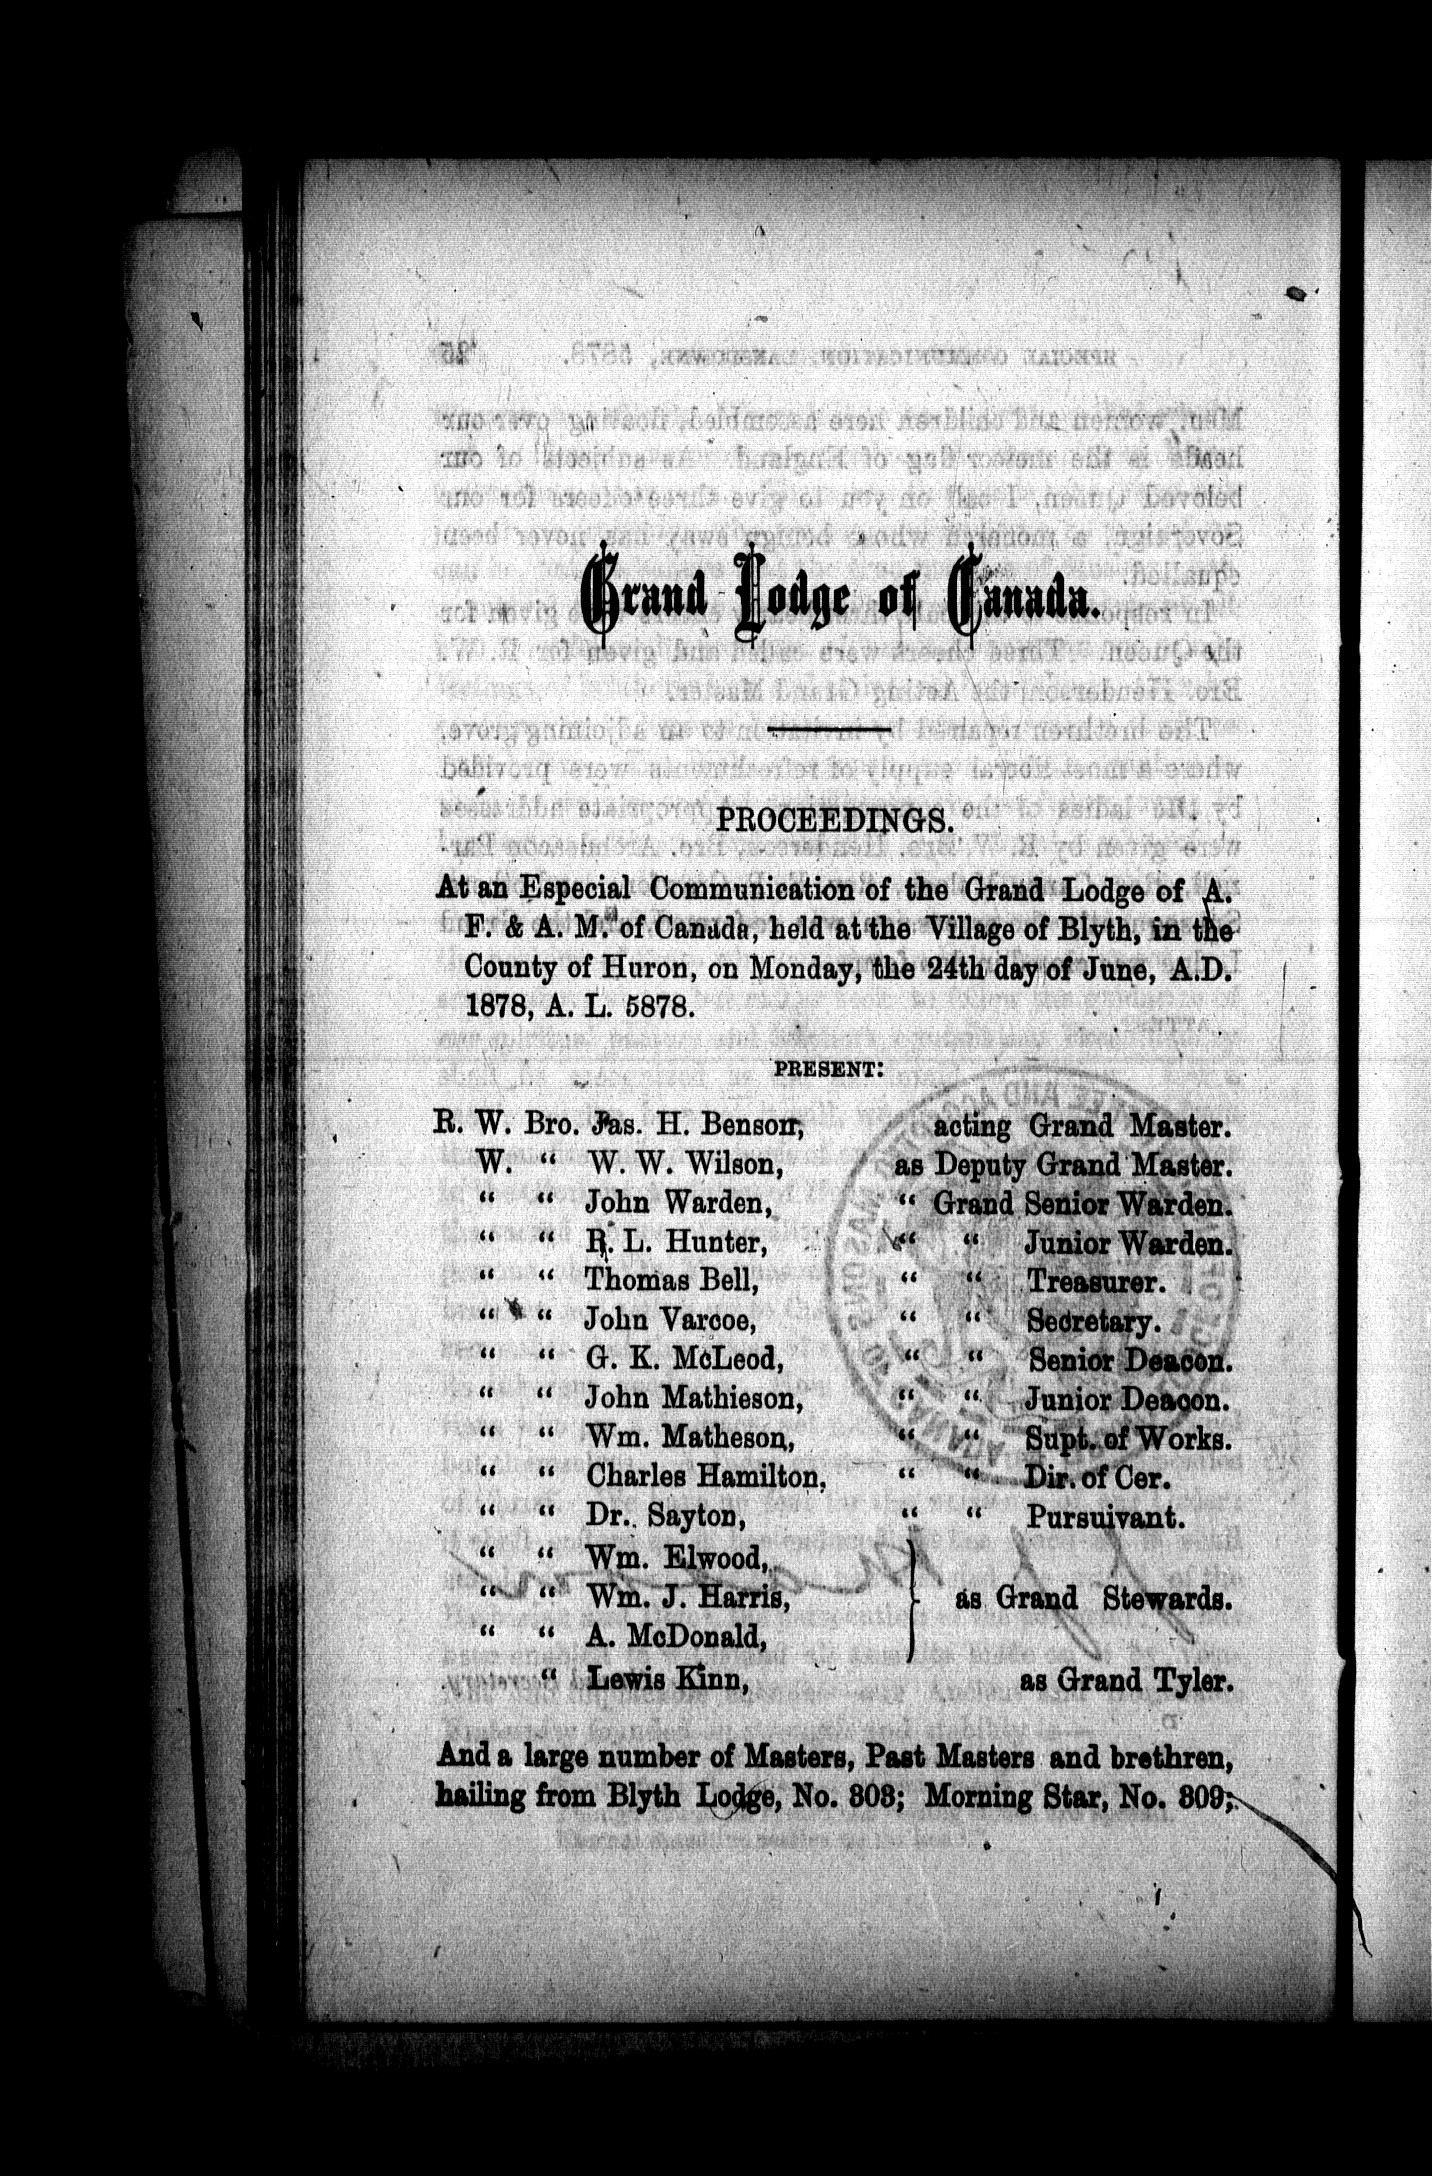 Grand Lodge of Canada.
PROCEEDINGS.
At an Especial Communication of the Grand Lodge of A.
F. & A. M. of Canada, held at the Village of Blyth, in the
County of Huron, on Monday, the 24th day of June, A.D.
1878, A. L. 5878.
PRESENT:
R. W. Bro. Jas. H. Benson, acting Grand Master.
W. " W. W. Wilson, as Deputy Grand Master.
" " John Warden, " Grand Senior Warden.
" " R. L. Hunter, " " Junior Warden.
" " Thomas Bell, " " Treasurer.
" " John Varcoe, " " Secretary.
" " G. K. McLeod, " " Senior Deacon.
" " John Mathieson, " " Junior Deacon.
" " Wm. Matheson, " " Supt. of Works.
" " Charles Hamilton, " " Dir. of Cer.
" " Dr. Sayton, " " Pursuivant.
" " Wm. Elwood,
" " Wm. J. Harris, as Grand Stewards.
" " A. McDonald,
" Lewis Kinn, as Grand Tyler.
And a large number of Masters, Past Masters and brethren,
hailing from Blyth Lodge, No. 303; Morning Star, No. 309;